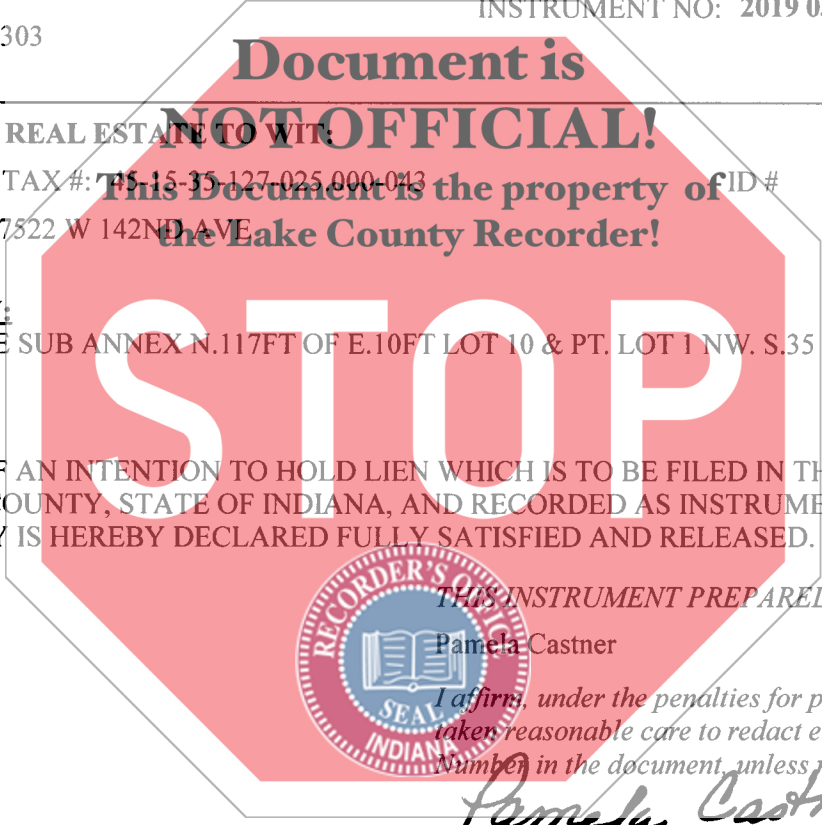 INSTRUMENT NO: 2019 0
303
Document is
NOT OFFICIAL!
REAL ESTATE TO WIT:
TAX #: 45-15-35-127-025.000-043 ID #
This Document is the property of
7522 W 142ND AVE
the Lake County Recorder!
SUB ANNEX N.117FT OF E.10FT LOT 10 & PT. LOT 1 NW. S.35
STOP
AN INTENTION TO HOLD LIEN WHICH IS TO BE FILED IN TH
OUNTY, STATE OF INDIANA, AND RECORDED AS INSTRUME
Y IS HEREBY DECLARED FULLY SATISFIED AND RELEASED.
RECORDER'S OFFICE
SEAL
INDIANA
THIS INSTRUMENT PREPARED
Pamela Castner
I affirm, under the penalties for p
taken reasonable care to redact e
Number in the document, unless r
Pamela Castn